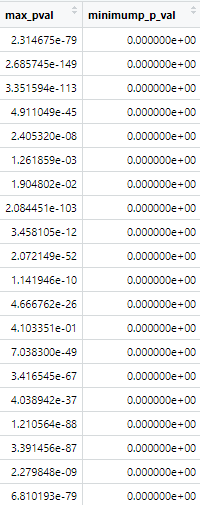 max_pval minimump_p_val
2.314675e-79 0.000000e+00
2.685745e-149 0.000000e+00
3.351594e-113 0.000000e+00
4.911049e-45 0.000000e+00
2.405320e-08 0.000000e+00
1.261859e-03 0.000000e+00
1.904802e-02 0.000000e+00
2.084451e-103 0.000000e+00
3.458105e-12 0.000000e+00
2.072149e-52 0.000000e+00
1.141946e-10 0.000000e+00
4.666762e-26 0.000000e+00
4.103351e-01 0.000000e+00
7.038300e-49 0.000000e+00
3.416545e-67 0.000000e+00
4.038942e-37 0.000000e+00
1.210564e-88 0.000000e+00
3.391456e-87 0.000000e+00
2.279848e-09 0.000000e+00
6.810193e-79 0.000000e+00